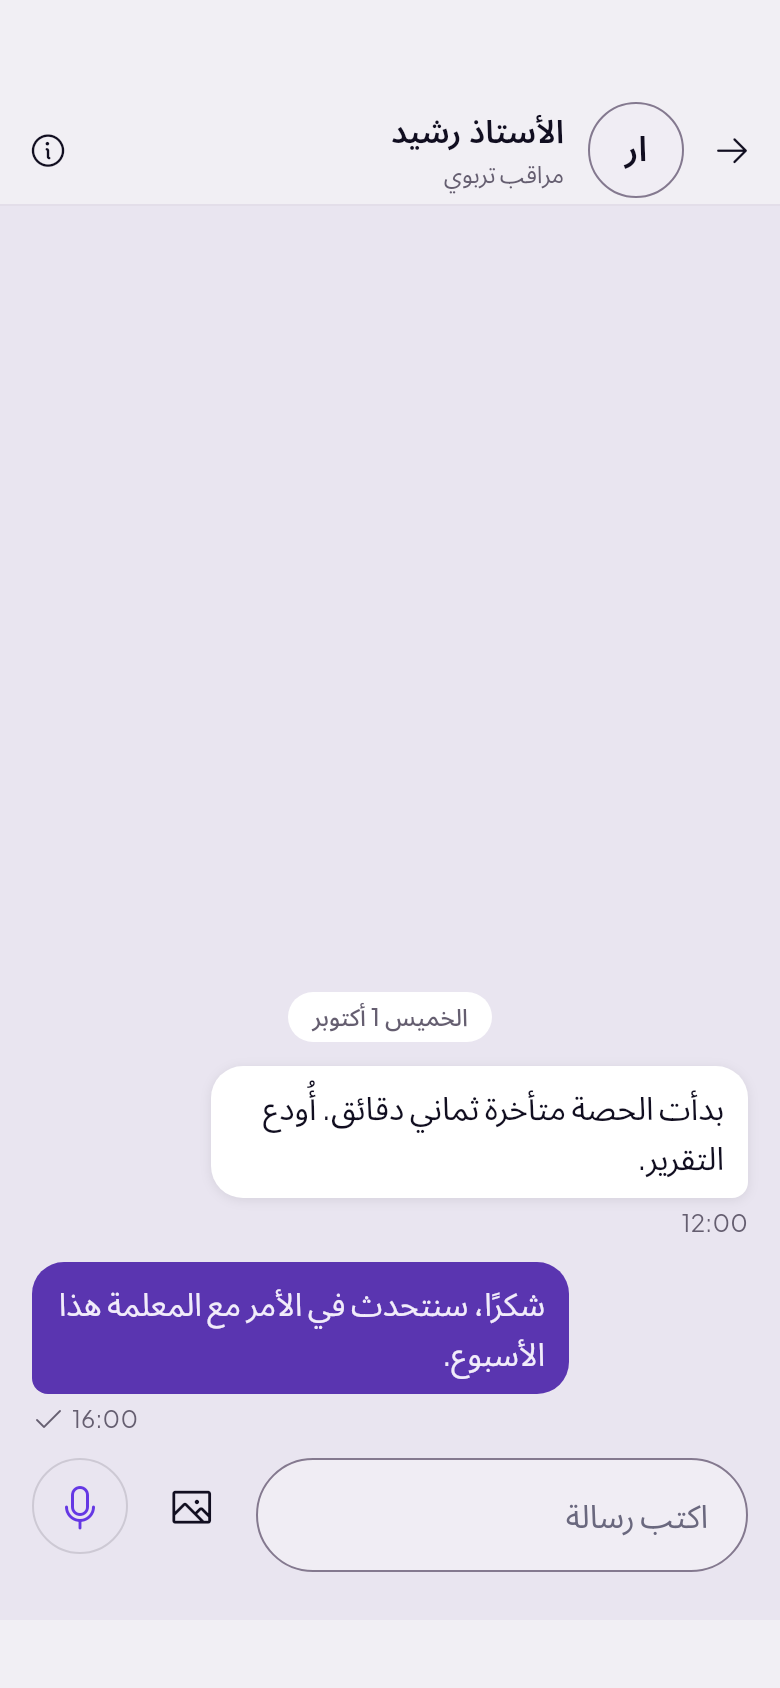 ار
الأستاذ رشيد
مراقب تربوي
الخميس 1 أكتوبر
بدأت الحصة متأخرة ثماني دقائق. أُودع
التقرير.
12:00
شكرًا، سنتحدث في الأمر مع المعلمة هذا
الأسبوع.
16:00
اكتب رسالة